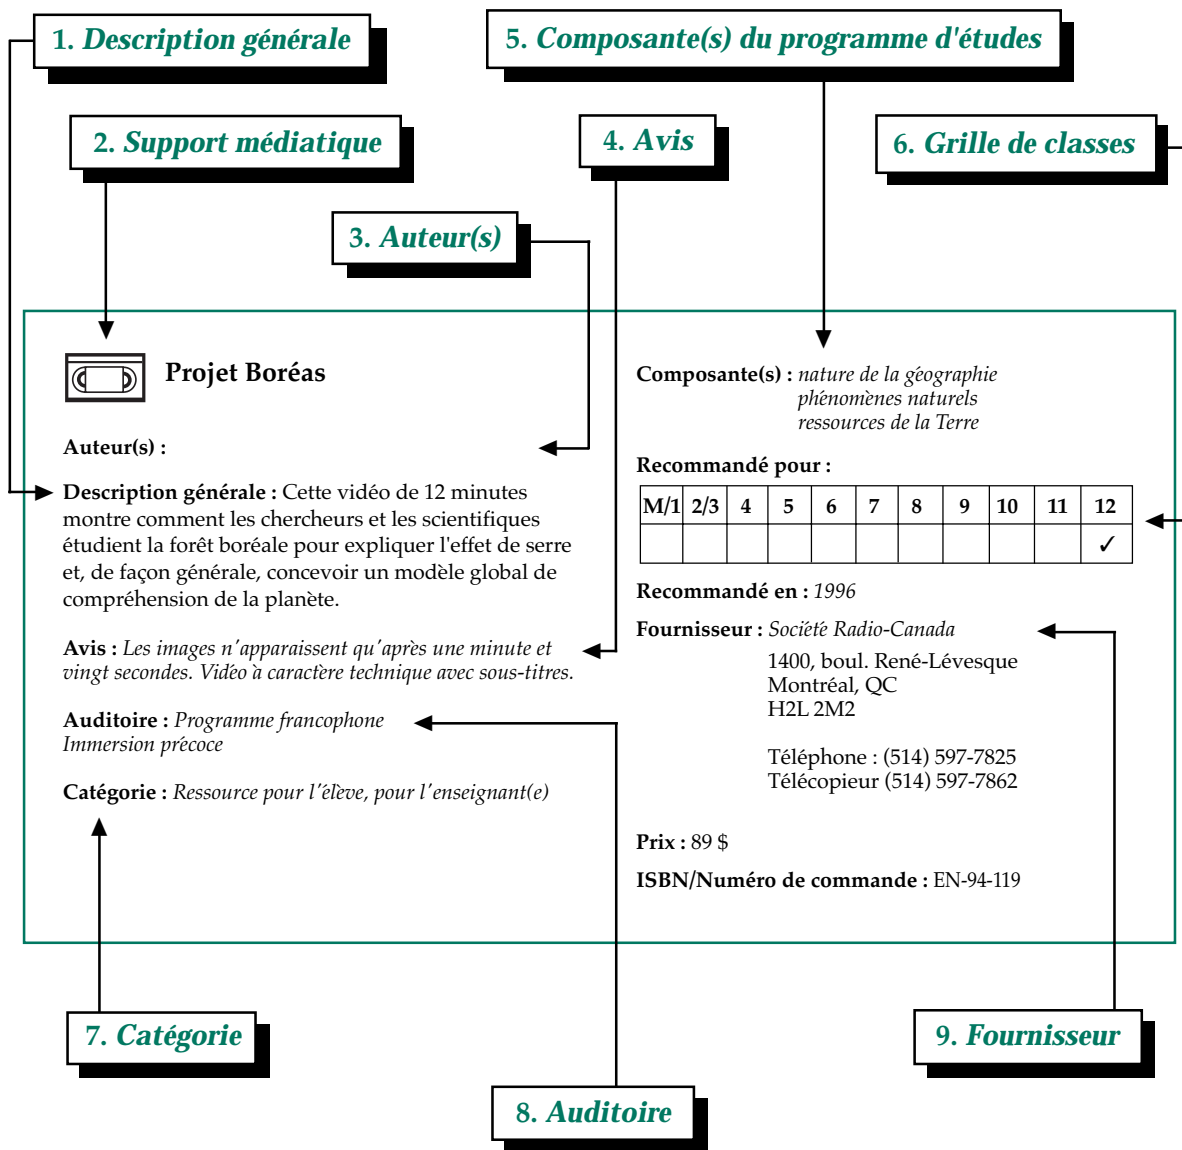 1. Description générale
5. Composante(s) du programme d'études
2. Support médiatique
4. Avis
6. Grille de classes
3. Auteur(s)
Projet Boréas
Auteur(s) :
Description générale : Cette vidéo de 12 minutes
montre comment les chercheurs et les scientifiques
étudient la forêt boréale pour expliquer l'effet de serre
et, de façon générale, concevoir un modèle global de
compréhension de la planète.
Avis : Les images n'apparaissent qu'après une minute et
vingt secondes. Vidéo à caractère technique avec sous-titres.
Auditoire : Programme francophone
Immersion précoce
Catégorie : Ressource pour l'élève, pour l'enseignant(e)
Composante(s) : nature de la géographie
phénomènes naturels
ressources de la Terre
Recommandé pour :
M/1 2/3 4 5 6 7 8 9 10 11 12
✓
Recommandé en : 1996
Fournisseur : Société Radio-Canada
1400, boul. René-Lévesque
Montréal, QC
H2L 2M2
Téléphone : (514) 597-7825
Télécopieur (514) 597-7862
Prix : 89 $
ISBN/Numéro de commande : EN-94-119
7. Catégorie
9. Fournisseur
8. Auditoire